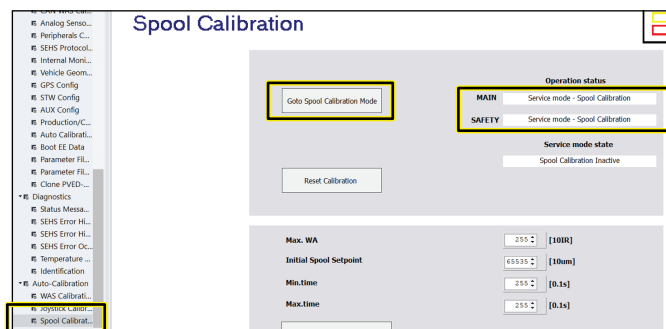 CAN WAS Cal...
Analog Senso...
Peripherals C...
SEHS Protocol...
Internal Moni...
Vehicle Geom...
GPS Config
STW Config
AUX Config
Production/C...
Auto Calibrati...
Boot EE Data
Parameter Fil...
Parameter Fil...
Clone PVED-...
Diagnostics
Status Messa...
SEHS Error Hi...
SEHS Error Hi...
SEHS Error Oc...
Temperature ...
Identification
Auto-Calibration
WAS Calibrati...
Joystick Calibr...
Spool Calibrat...
Spool Calibration
Goto Spool Calibration Mode
Operation status
MAIN Service mode - Spool Calibration
SAFETY Service mode - Spool Calibration
Service mode state
Spool Calibration Inactive
Reset Calibration
Max. WA 255 [10IR]
Initial Spool Setpoint 65535 [10um]
Min.time 255 [0.1s]
Max.time 255 [0.1s]